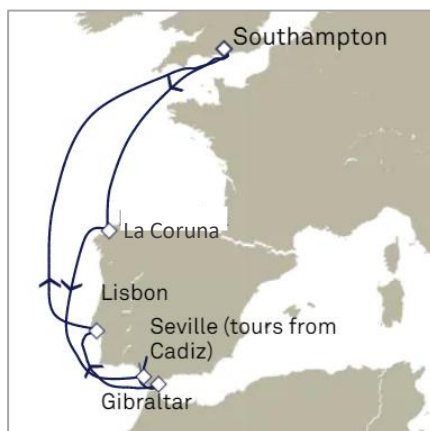 Southampton
La Coruna
Lisbon
Seville (tours from
Cadiz)
Gibraltar